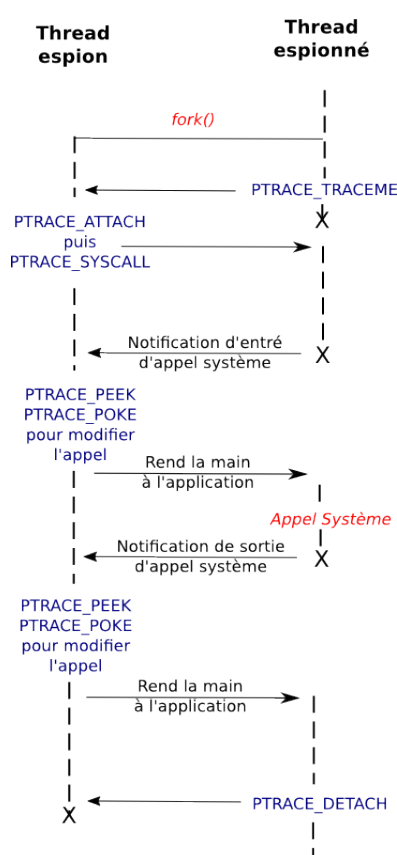 Thread
espion
Thread
espionné
fork()
PTRACE_TRACEME
X
PTRACE_ATTACH
puis
PTRACE_SYSCALL
Notification d'entré
d'appel système
X
PTRACE_PEEK
PTRACE_POKE
pour modifier
l'appel
Rend la main
à l'application
Appel Système
Notification de sortie
d'appel système
X
PTRACE_PEEK
PTRACE_POKE
pour modifier
l'appel
Rend la main
à l'application
PTRACE_DETACH
X